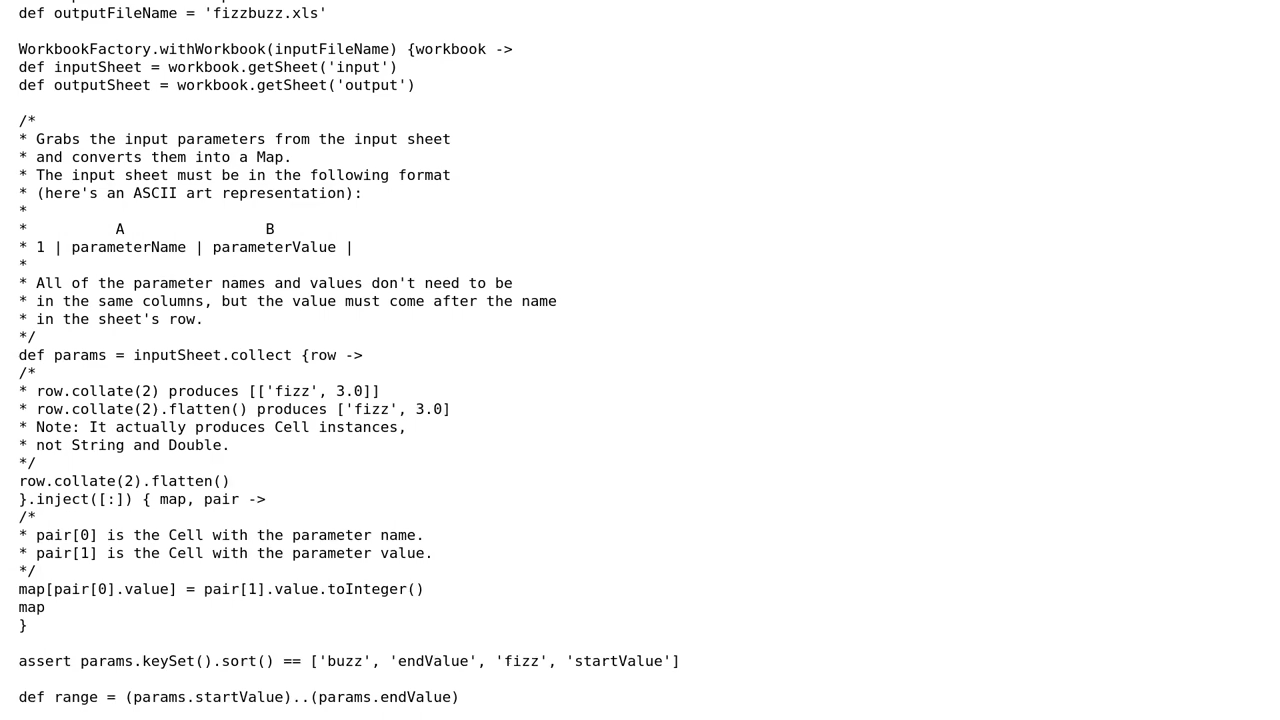 def outputFileName = 'fizzbuzz.xls'
WorkbookFactory.withWorkbook(inputFileName) {workbook ->
def inputSheet = workbook.getSheet('input')
def outputSheet = workbook.getSheet('output')
/*
* Grabs the input parameters from the input sheet
* and converts them into a Map.
* The input sheet must be in the following format
* (here's an ASCII art representation):
*
*          A                B
* 1 | parameterName | parameterValue |
*
* All of the parameter names and values don't need to be
* in the same columns, but the value must come after the name
* in the sheet's row.
*/
def params = inputSheet.collect {row ->
/*
* row.collate(2) produces [['fizz', 3.0]]
* row.collate(2).flatten() produces ['fizz', 3.0]
* Note: It actually produces Cell instances,
* not String and Double.
*/
row.collate(2).flatten()
}.inject([:]) { map, pair ->
/*
* pair[0] is the Cell with the parameter name.
* pair[1] is the Cell with the parameter value.
*/
map[pair[0].value] = pair[1].value.toInteger()
map
}
assert params.keySet().sort() == ['buzz', 'endValue', 'fizz', 'startValue']
def range = (params.startValue)..(params.endValue)